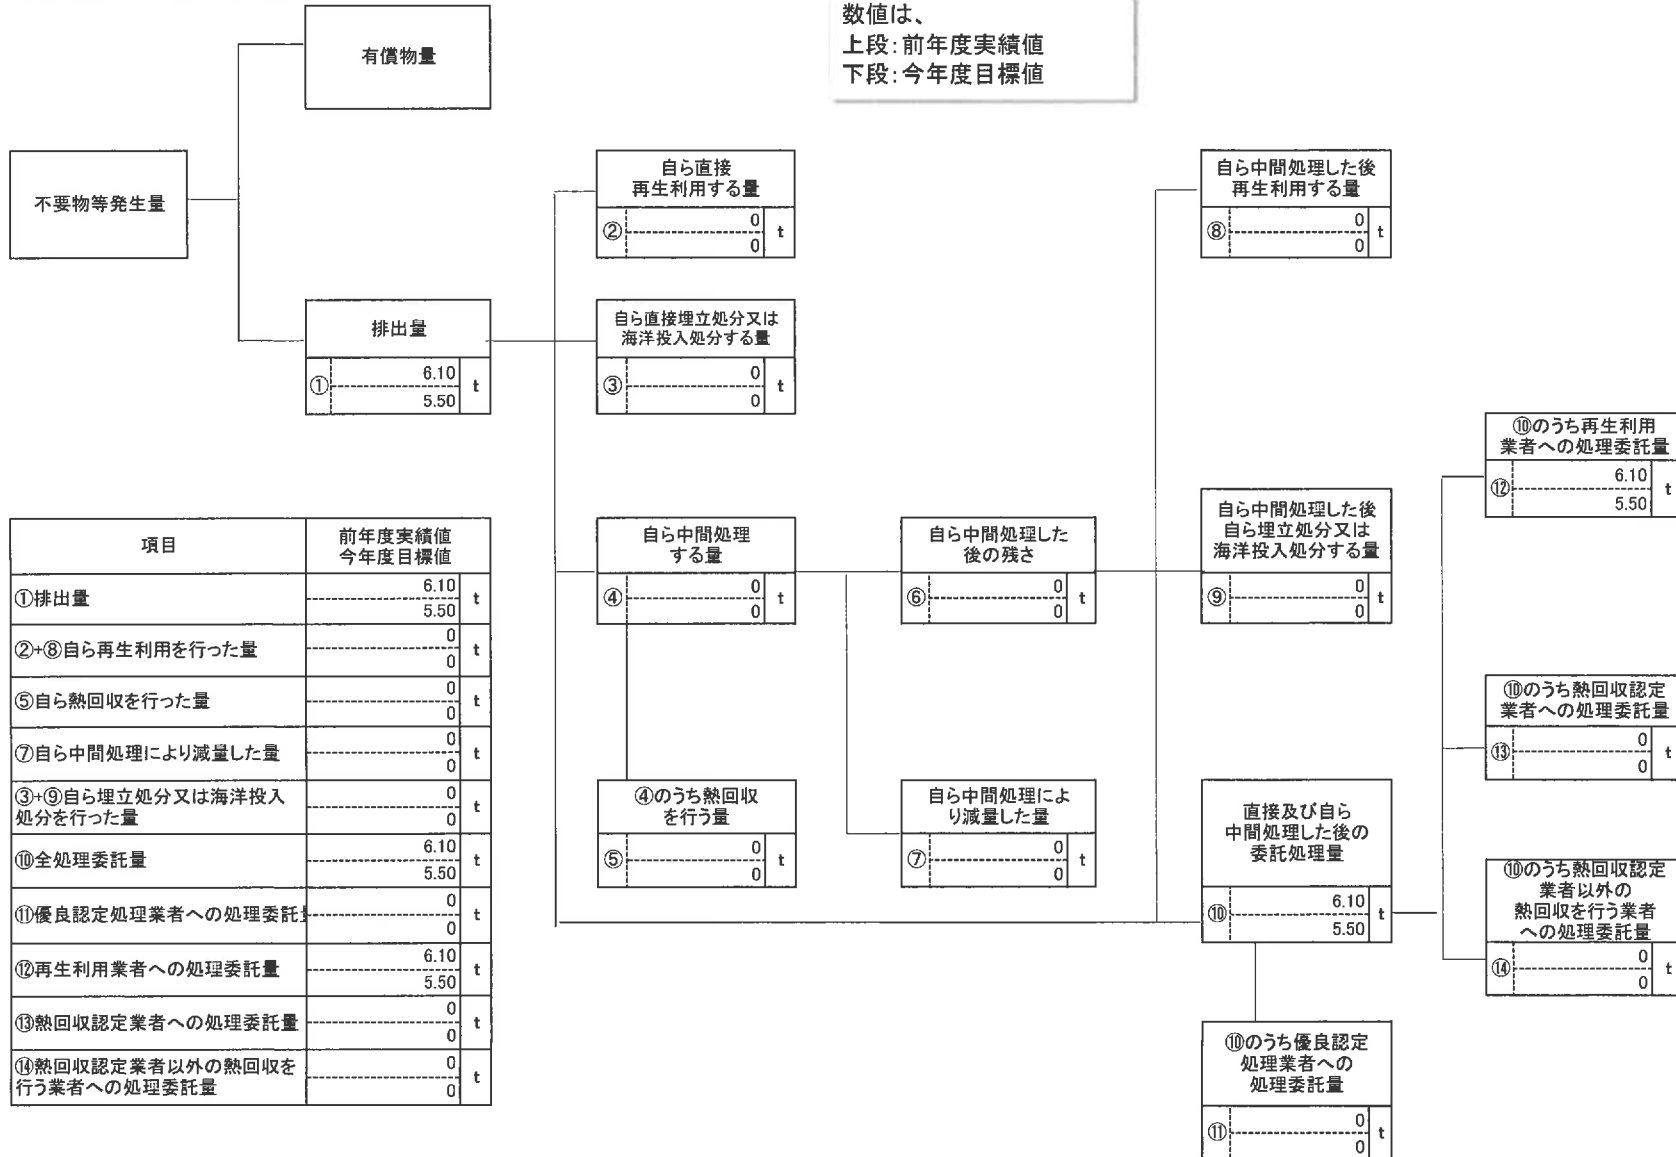 数値は、
上段：前年度実績値
下段：今年度目標値
有償物量
不要物等発生量
排出量
①
6.10
5.50
t
自ら直接
再生利用する量
②
0
0
t
自ら直接埋立処分又は
海洋投入処分する量
③
0
0
t
自ら中間処理
する量
④
0
0
t
④のうち熱回収
を行う量
⑤
0
0
t
自ら中間処理した
後の残さ
⑥
0
0
t
自ら中間処理によ
り減量した量
⑦
0
0
t
自ら中間処理した後
再生利用する量
⑧
0
0
t
自ら中間処理した後
自ら埋立処分又は
海洋投入処分する量
⑨
0
0
t
直接及び自ら
中間処理した後の
委託処理量
⑩
6.10
5.50
t
⑩のうち優良認定
処理業者への
処理委託量
⑪
0
0
t
⑩のうち再生利用
業者への処理委託量
⑫
6.10
5.50
t
⑩のうち熱回収認定
業者への処理委託量
⑬
0
0
t
⑩のうち熱回収認定
業者以外の
熱回収を行う業者
への処理委託量
⑭
0
0
t
項目
前年度実績値
今年度目標値
①排出量
6.10
5.50
t
②+⑧自ら再生利用を行った量
0
0
t
⑤自ら熱回収を行った量
0
0
t
⑦自ら中間処理により減量した量
0
0
t
③+⑨自ら埋立処分又は海洋投入
処分を行った量
0
0
t
⑩全処理委託量
6.10
5.50
t
⑪優良認定処理業者への処理委託
0
0
t
⑫再生利用業者への処理委託量
6.10
5.50
t
⑬熱回収認定業者への処理委託量
0
0
t
⑭熱回収認定業者以外の熱回収を
行う業者への処理委託量
0
0
t